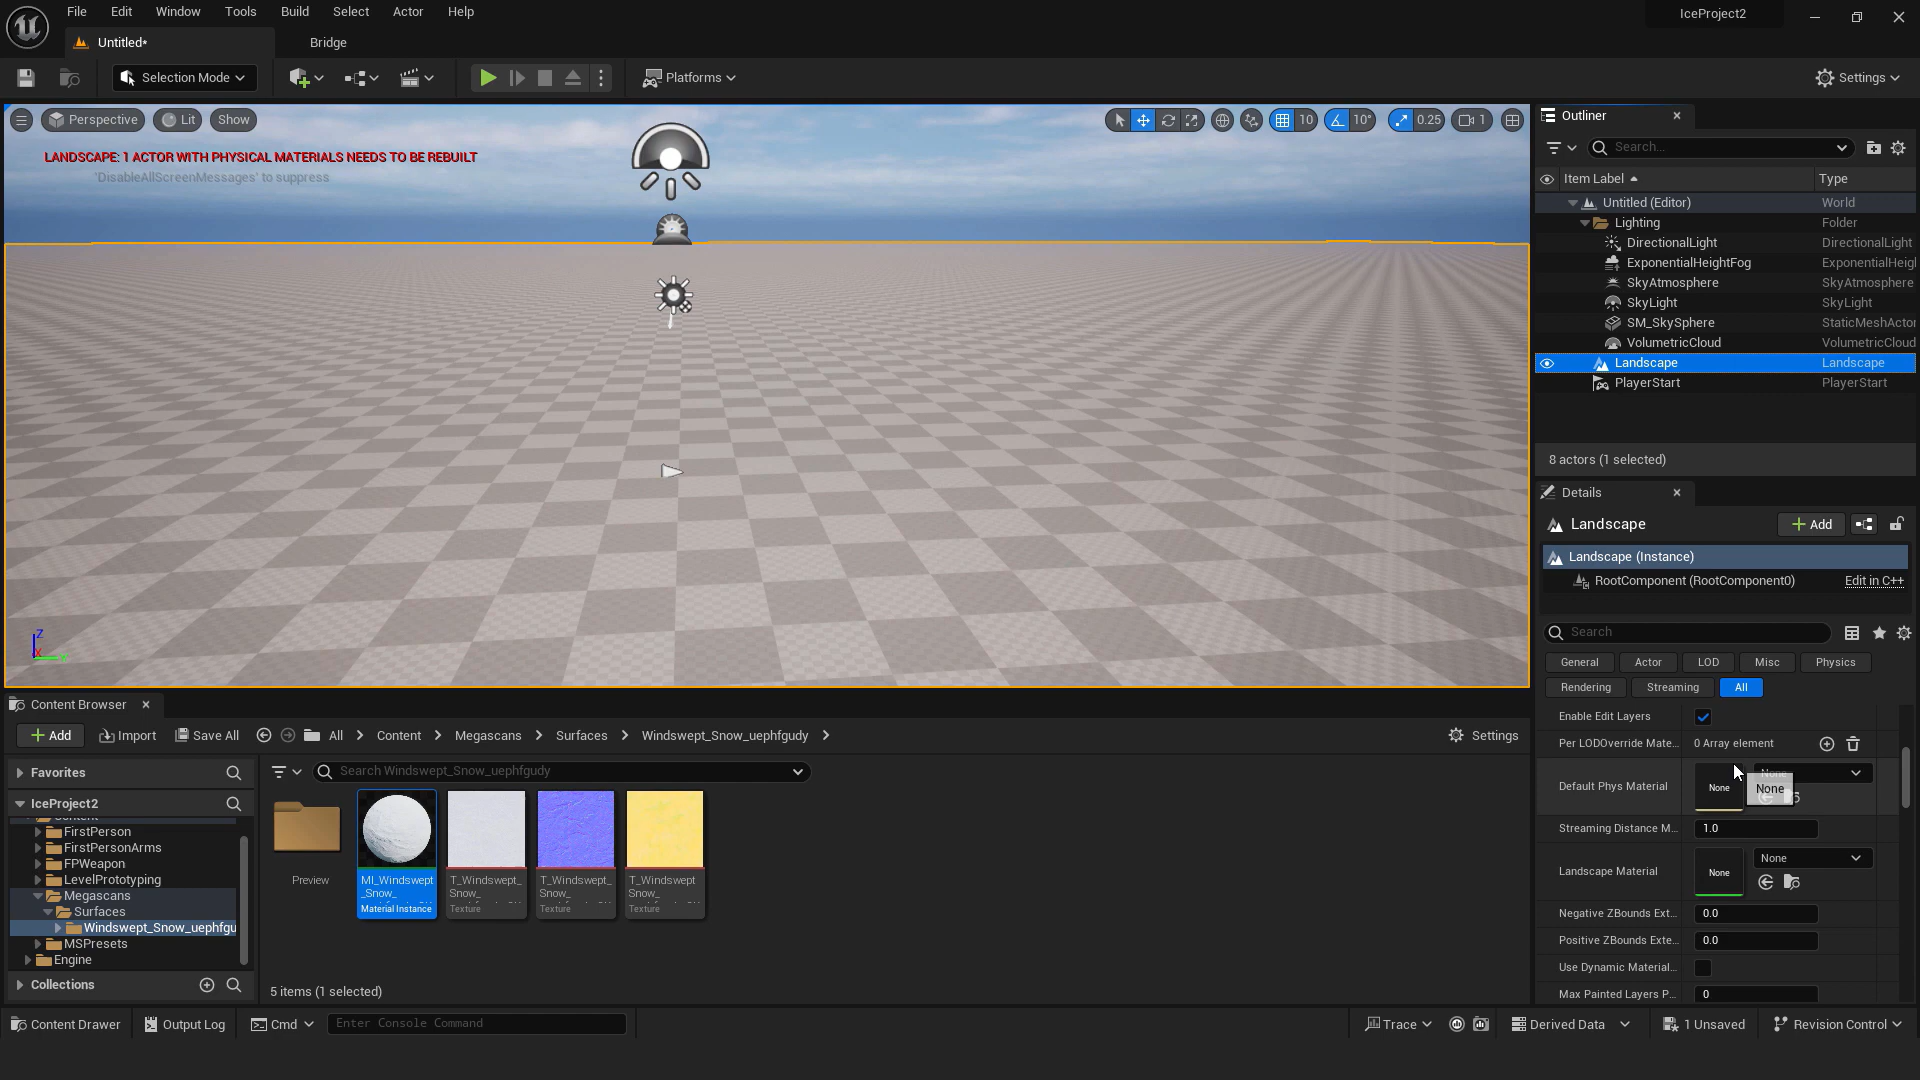 File Edit Window Tools Build Select Actor Help
IceProject2
Untitled*
Bridge
Selection Mode
Platforms
Settings
Perspective
Lit
Show
10
10°
0.25
1
LANDSCAPE: 1 ACTOR WITH PHYSICAL MATERIALS NEEDS TO BE REBUILT
'DisableAllScreenMessages' to suppress
Z
Outliner
Search...
Item Label
Type
Untitled (Editor) World
Lighting Folder
DirectionalLight DirectionalLight
ExponentialHeightFog ExponentialHeigl
SkyAtmosphere SkyAtmosphere
SkyLight SkyLight
SM_SkySphere StaticMeshActor
VolumetricCloud VolumetricCloud
Landscape Landscape
PlayerStart PlayerStart
8 actors (1 selected)
Details
Landscape
Add
Landscape (Instance)
RootComponent (RootComponent0)
Edit in C++
Search
General Actor LOD Misc Physics
Rendering Streaming All
Enable Edit Layers
Per LODOverride Mate...
0 Array element
Default Phys Material
None
None
None
Streaming Distance M...
1.0
Landscape Material
None
None
Negative ZBounds Ext...
0.0
Positive ZBounds Exte...
0.0
Use Dynamic Material...
Max Painted Layers P...
0
Content Browser
Add
Import
Save All
All
Content
Megascans
Surfaces
Windswept_Snow_uephfgudy
Settings
Favorites
IceProject2
FirstPerson
FirstPersonArms
FPWeapon
LevelPrototyping
Megascans
Surfaces
Windswept_Snow_uephfgu
MSPresets
Engine
Collections
Search Windswept_Snow_uephfgudy
Preview
MI_Windswept
_Snow_
Material Instance
T_Windswept_
Snow_
Texture
T_Windswept_
Snow_
Texture
T_Windswept
Snow_
Texture
5 items (1 selected)
Content Drawer
Output Log
Cmd
Enter Console Command
Trace
Derived Data
1 Unsaved
Revision Control